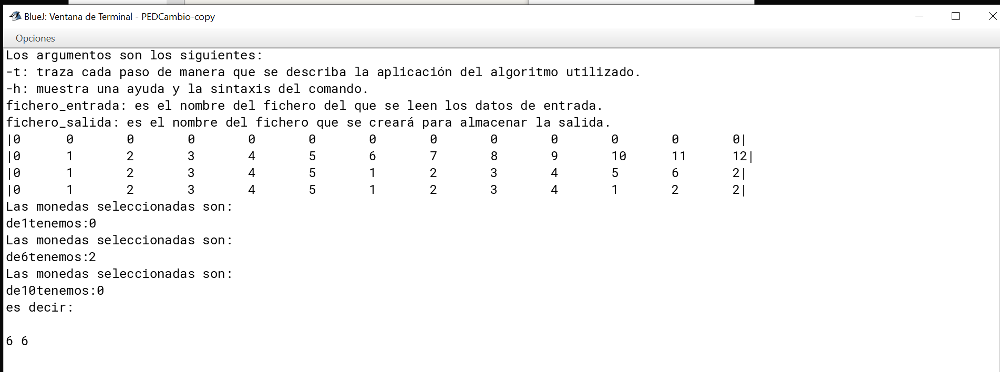 BlueJ: Ventana de Terminal - PEDCambio-copy
Opciones
Los argumentos son los siguientes:
-t: traza cada paso de manera que se describa la aplicación del algoritmo utilizado.
-h: muestra una ayuda y la sintaxis del comando.
fichero_entrada: es el nombre del fichero del que se leen los datos de entrada.
fichero_salida: es el nombre del fichero que se creará para almacenar la salida.
|0 0 0 0 0 0 0 0 0 0 0 0 0|
|0 1 2 3 4 5 6 7 8 9 10 11 12|
|0 1 2 3 4 5 1 2 3 4 5 6 2|
|0 1 2 3 4 5 1 2 3 4 1 2 2|
Las monedas seleccionadas son:
de1tenemos:0
Las monedas seleccionadas son:
de6tenemos:2
Las monedas seleccionadas son:
de10tenemos:0
es decir:
6 6